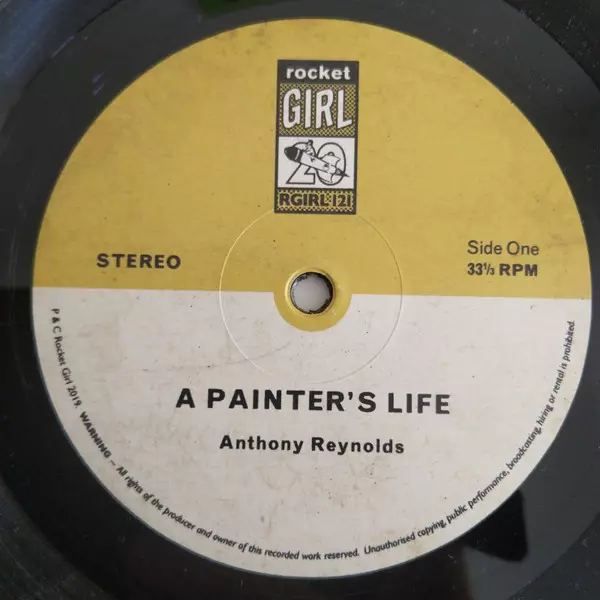 rocket
GIRL
20
RGIRL121
STEREO
Side One
33⅓ RPM
A PAINTER'S LIFE
Anthony Reynolds
P & C Rocket Girl 2019. WARNING – All rights of the producer and owner of this recorded work reserved. Unauthorised copying, public performance, broadcasting, hiring or rental is prohibited.